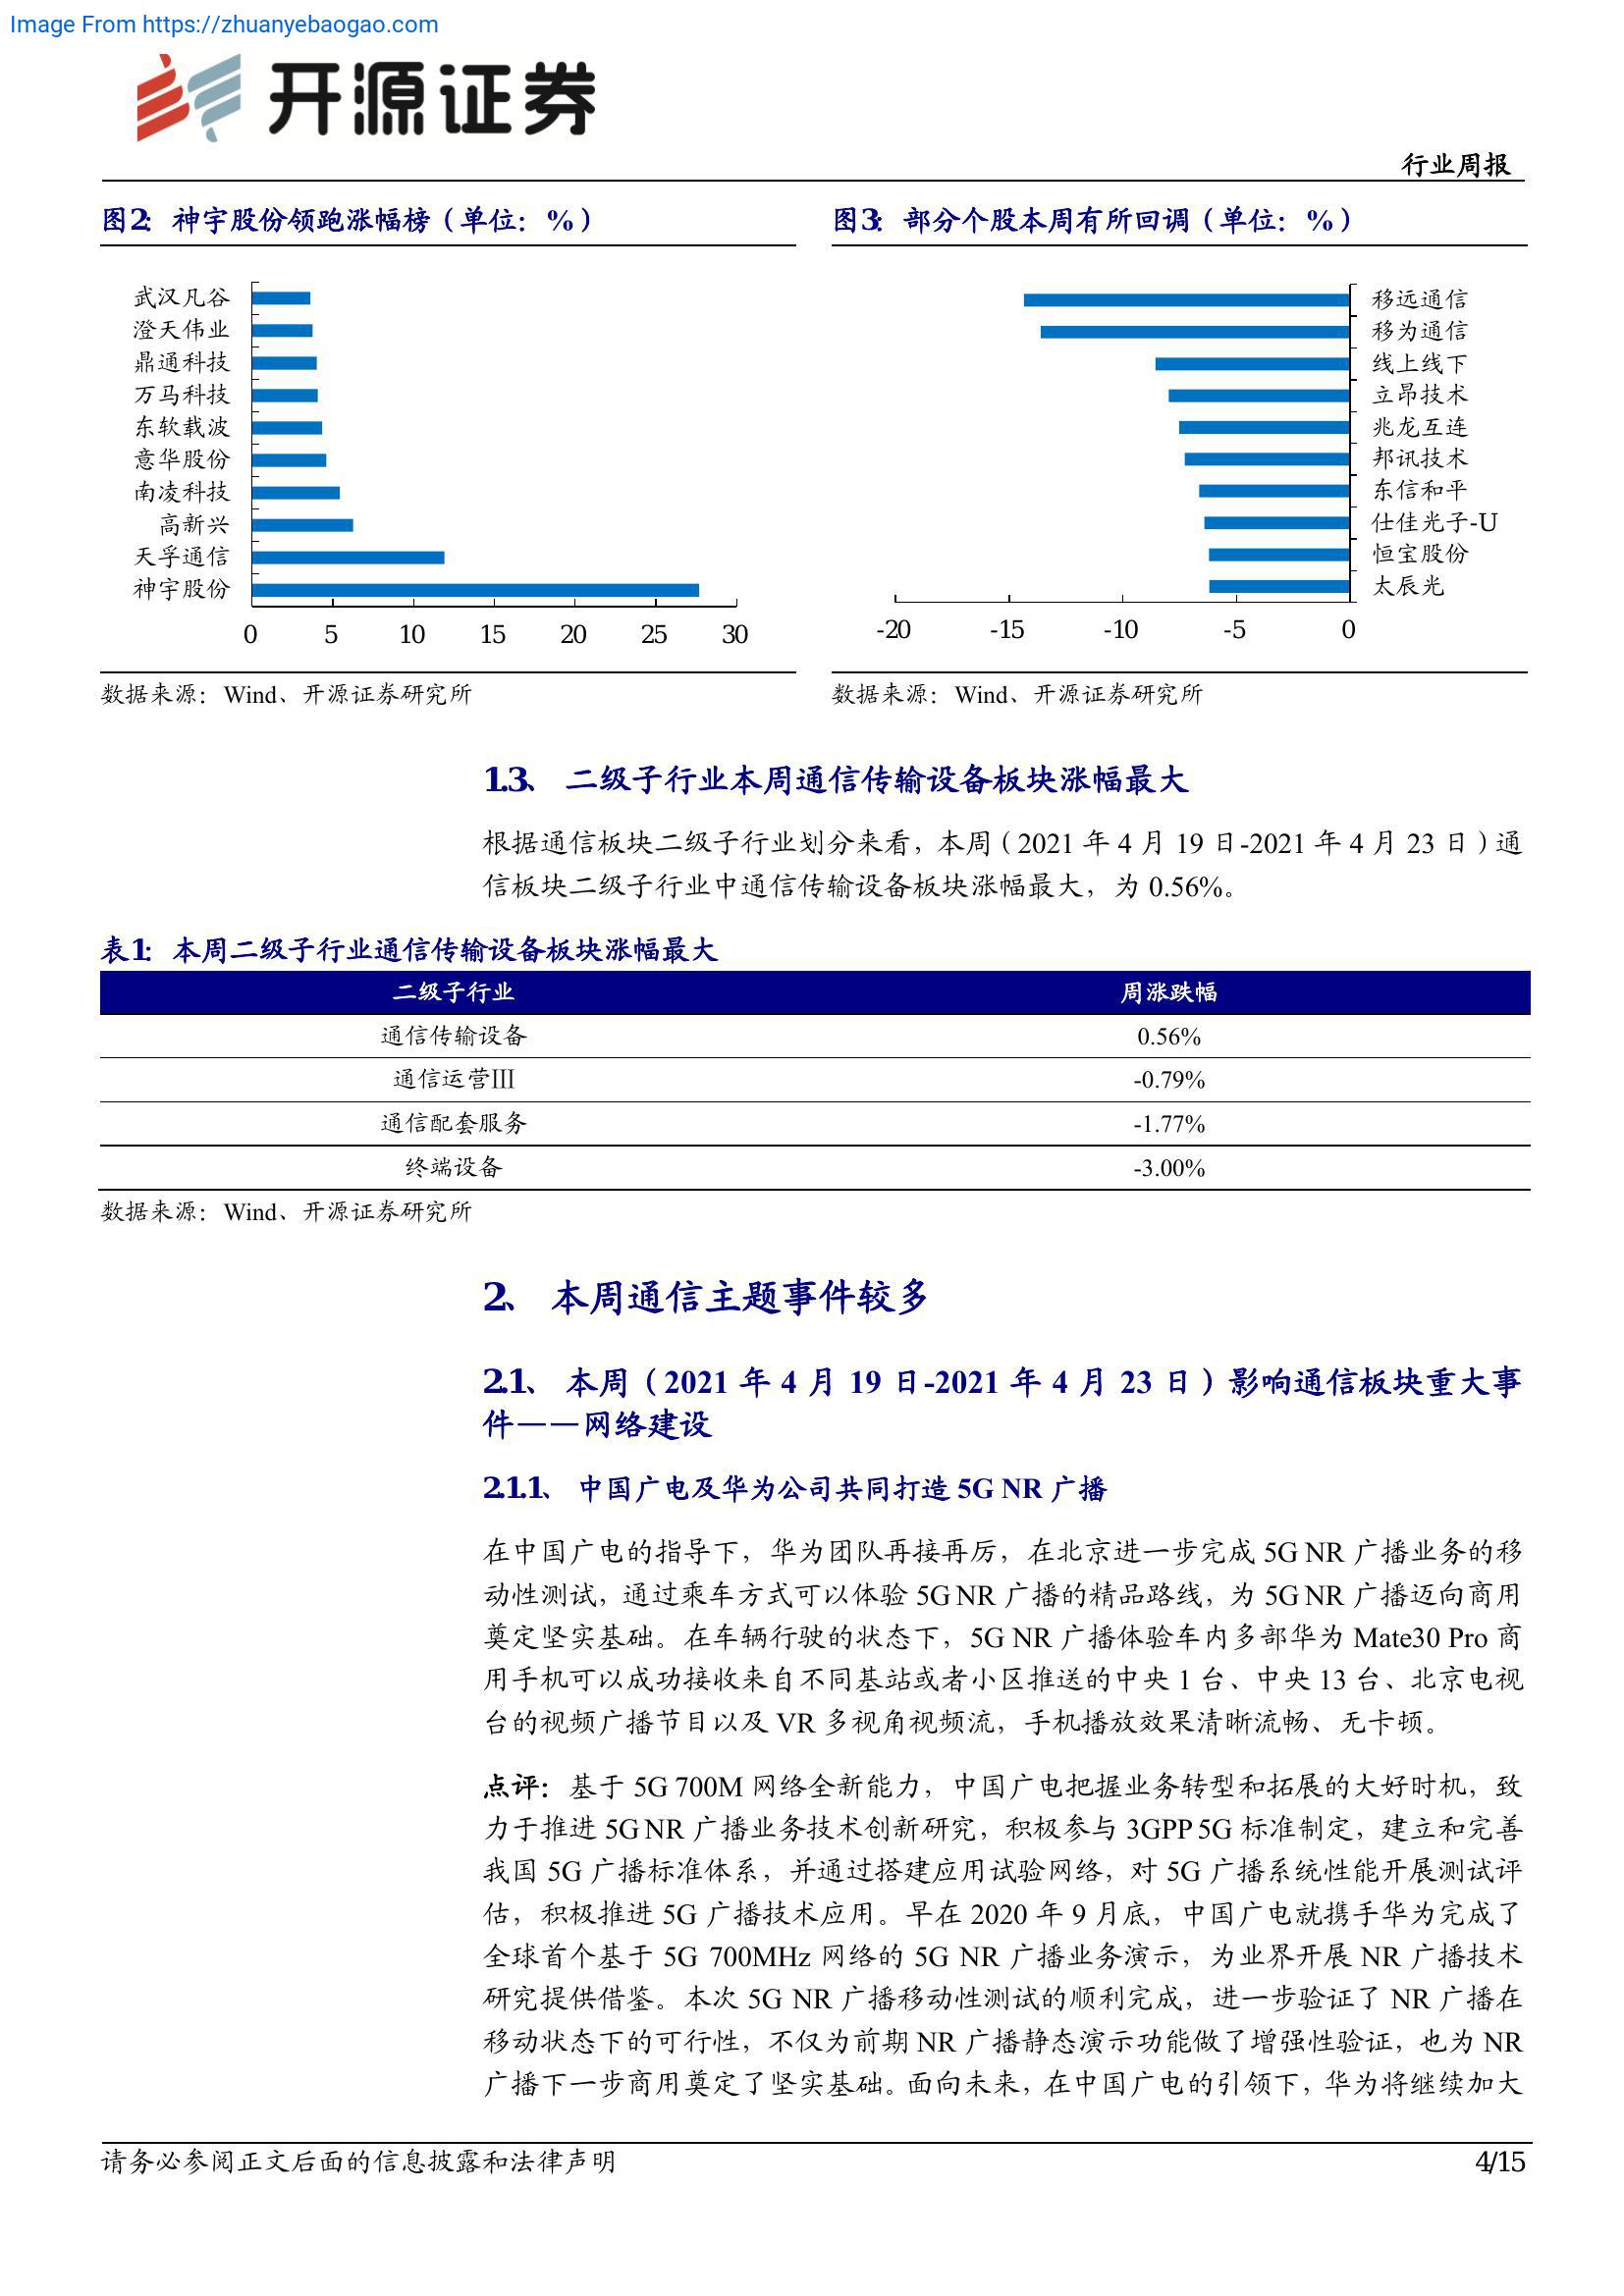 Image From https://zhuanyebaogao.com
开源证券
行业周报
图2： 神宇股份领跑涨幅榜（单位：%）
武汉凡谷
澄天伟业
鼎通科技
万马科技
东软载波
意华股份
南凌科技
高新兴
天孚通信
神宇股份
0 5 10 15 20 25 30
数据来源：Wind、开源证券研究所
图3： 部分个股本周有所回调（单位：%）
移远通信
移为通信
线上线下
立昂技术
兆龙互连
邦讯技术
东信和平
仕佳光子-U
恒宝股份
太辰光
-20 -15 -10 -5 0
数据来源：Wind、开源证券研究所
1.3、 二级子行业本周通信传输设备板块涨幅最大
根据通信板块二级子行业划分来看，本周（2021 年 4 月 19 日-2021 年 4 月 23 日）通
信板块二级子行业中通信传输设备板块涨幅最大，为 0.56%。
表1： 本周二级子行业通信传输设备板块涨幅最大
二级子行业 周涨跌幅
通信传输设备 0.56%
通信运营Ⅲ -0.79%
通信配套服务 -1.77%
终端设备 -3.00%
数据来源：Wind、开源证券研究所
2、 本周通信主题事件较多
2.1、 本周（2021 年 4 月 19 日-2021 年 4 月 23 日）影响通信板块重大事
件——网络建设
2.1.1、 中国广电及华为公司共同打造 5G NR 广播
在中国广电的指导下，华为团队再接再厉，在北京进一步完成 5G NR 广播业务的移
动性测试，通过乘车方式可以体验 5G NR 广播的精品路线，为 5G NR 广播迈向商用
奠定坚实基础。在车辆行驶的状态下，5G NR 广播体验车内多部华为 Mate30 Pro 商
用手机可以成功接收来自不同基站或者小区推送的中央 1 台、中央 13 台、北京电视
台的视频广播节目以及 VR 多视角视频流，手机播放效果清晰流畅、无卡顿。
点评：基于 5G 700M 网络全新能力，中国广电把握业务转型和拓展的大好时机，致
力于推进 5G NR 广播业务技术创新研究，积极参与 3GPP 5G 标准制定，建立和完善
我国 5G 广播标准体系，并通过搭建应用试验网络，对 5G 广播系统性能开展测试评
估，积极推进 5G 广播技术应用。早在 2020 年 9 月底，中国广电就携手华为完成了
全球首个基于 5G 700MHz 网络的 5G NR 广播业务演示，为业界开展 NR 广播技术
研究提供借鉴。本次 5G NR 广播移动性测试的顺利完成，进一步验证了 NR 广播在
移动状态下的可行性，不仅为前期 NR 广播静态演示功能做了增强性验证，也为 NR
广播下一步商用奠定了坚实基础。面向未来，在中国广电的引领下，华为将继续加大
请务必参阅正文后面的信息披露和法律声明
4/15